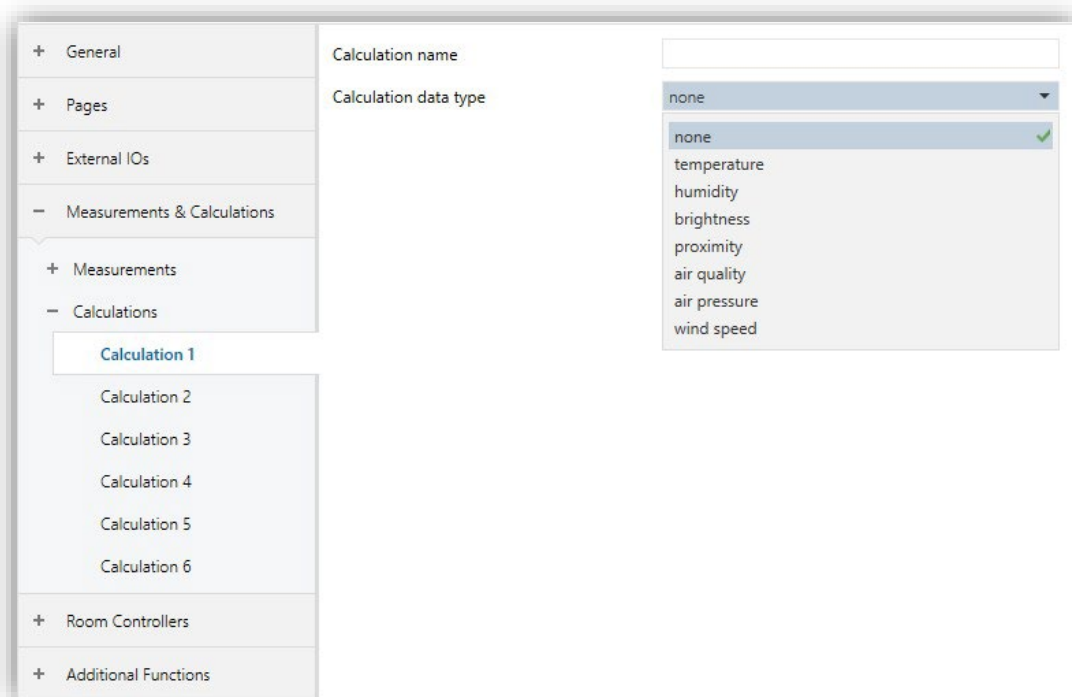 General
Pages
External IOs
Measurements & Calculations
Measurements
Calculations
Calculation 1
Calculation 2
Calculation 3
Calculation 4
Calculation 5
Calculation 6
Room Controllers
Additional Functions
Calculation name
Calculation data type
none
none
temperature
humidity
brightness
proximity
air quality
air pressure
wind speed